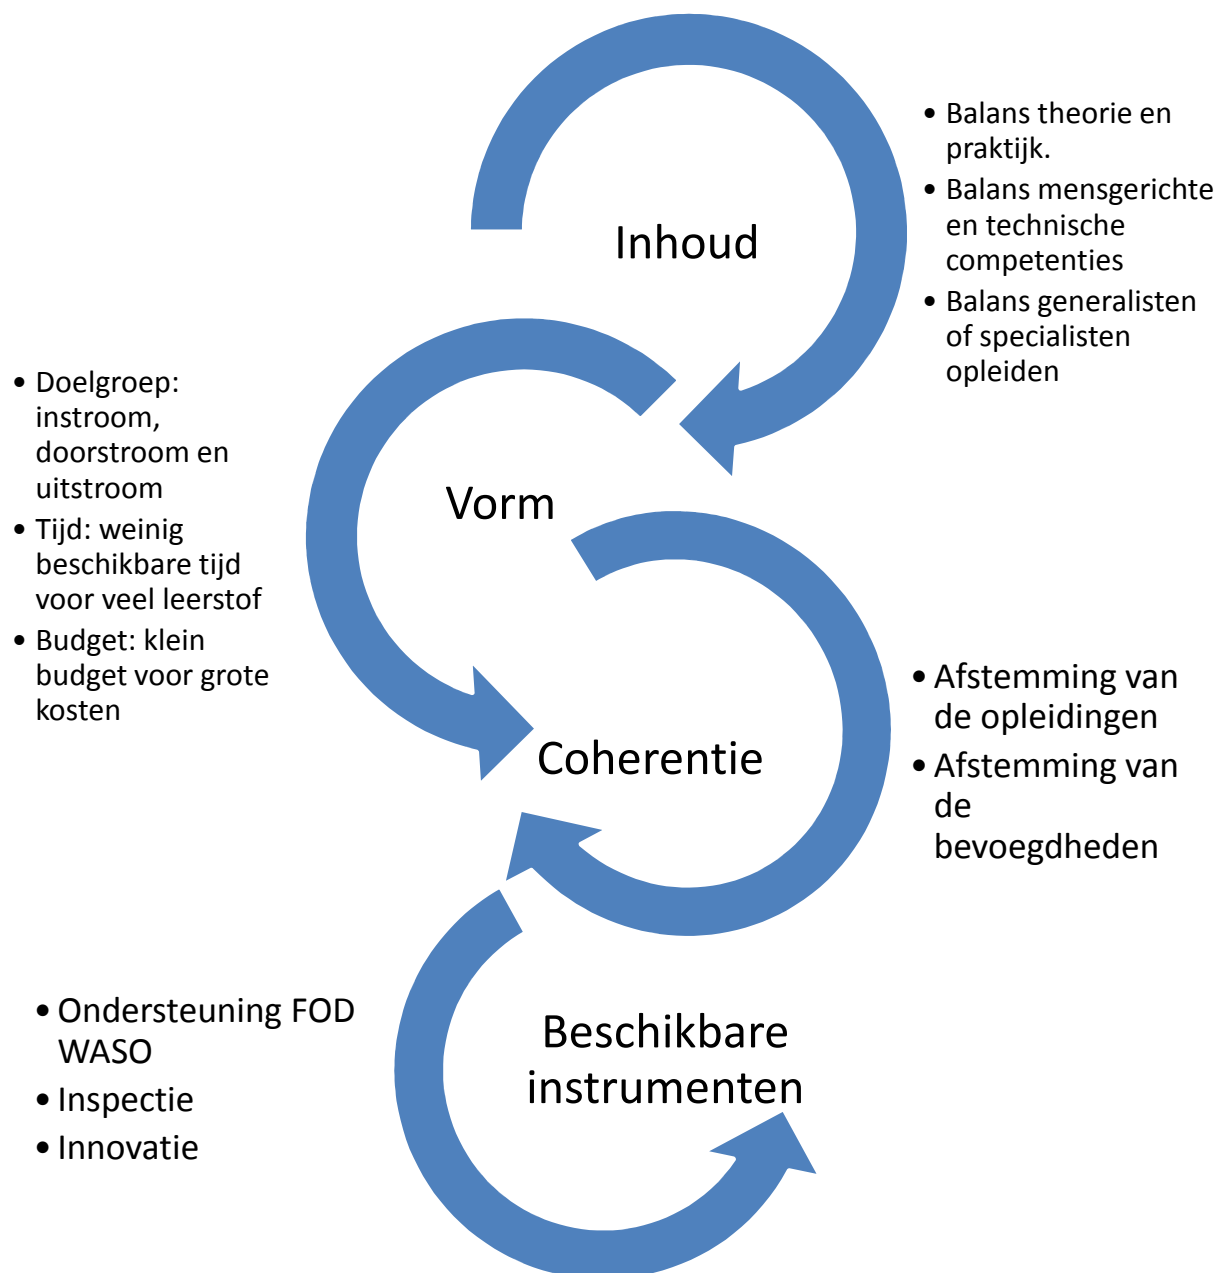 Inhoud
• Balans theorie en
praktijk.
• Balans mensgerichte
en technische
competenties
• Balans generalisten
of specialisten
opleiden
Vorm
• Doelgroep:
instroom,
doorstroom en
uitstroom
• Tijd: weinig
beschikbare tijd
voor veel leerstof
• Budget: klein
budget voor grote
kosten
Coherentie
• Afstemming van
de opleidingen
• Afstemming van
de
bevoegdheden
Beschikbare
instrumenten
• Ondersteuning FOD
WASO
• Inspectie
• Innovatie